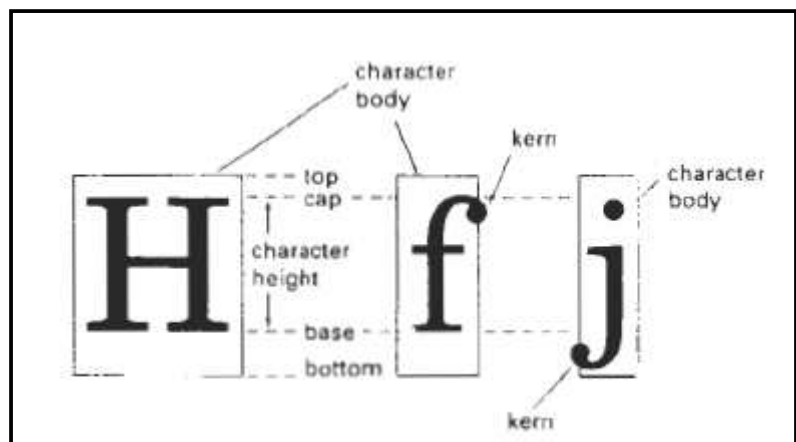 character
body
kern
character
body
top
cap
H
f
j
character
height
base
bottom
kern